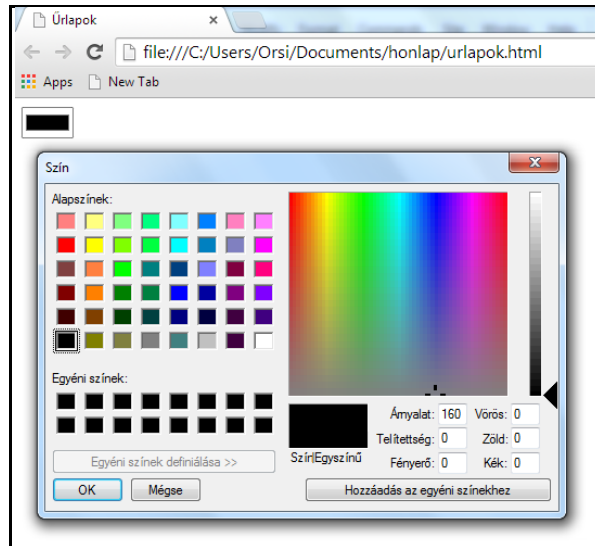 Űrlapok
file:///C:/Users/Orsi/Documents/honlap/urlapok.html
Apps New Tab
Szín
Alapszínek:
Egyéni színek:
Egyéni színek definiálása >>
OK Mégse
Szín|Egyszínű
Árnyalat: 160 Vörös: 0
Telítettség: 0 Zöld: 0
Fényerő: 0 Kék: 0
Hozzáadás az egyéni színekhez